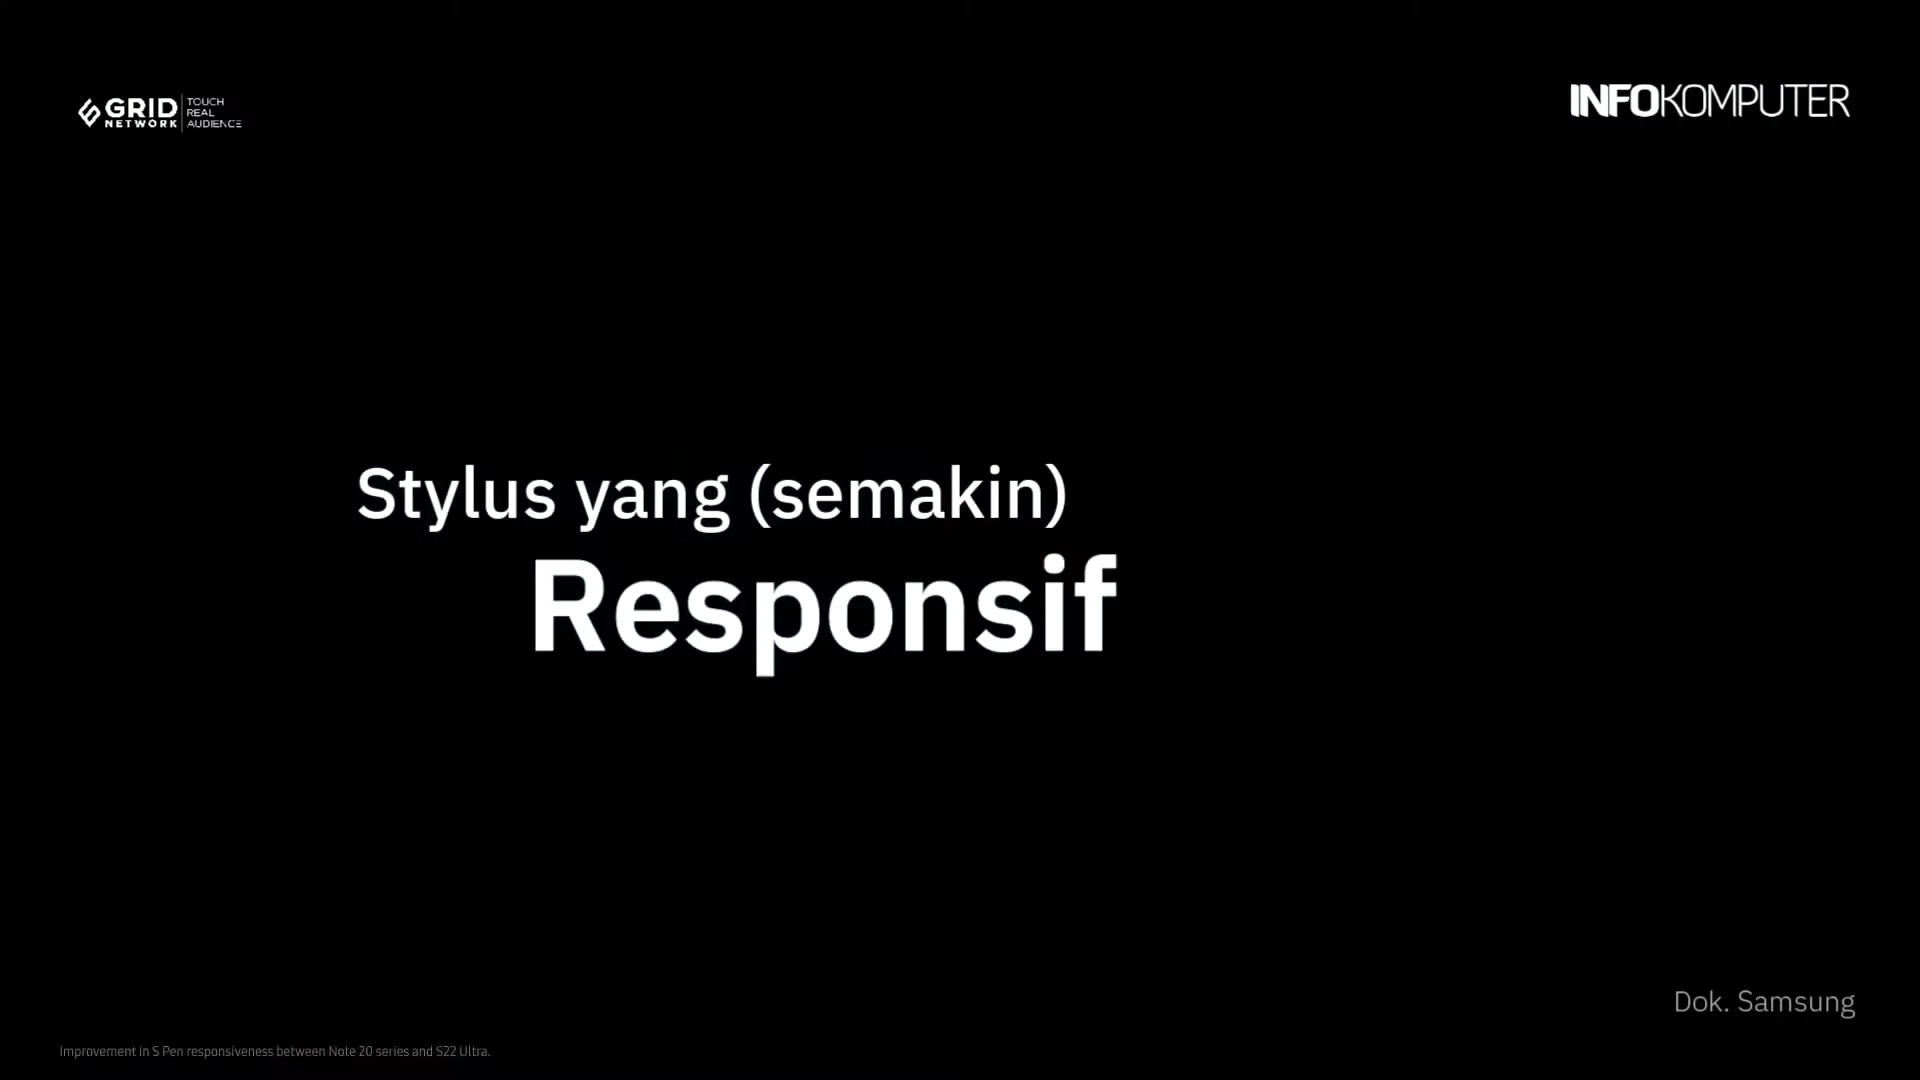 GRID
NETWORK
TOUCH
REAL
AUDIENCE
INFOKOMPUTER
Stylus yang (semakin)
Responsif
Dok. Samsung
Improvement in S Pen responsiveness between Note 20 series and S22 Ultra.